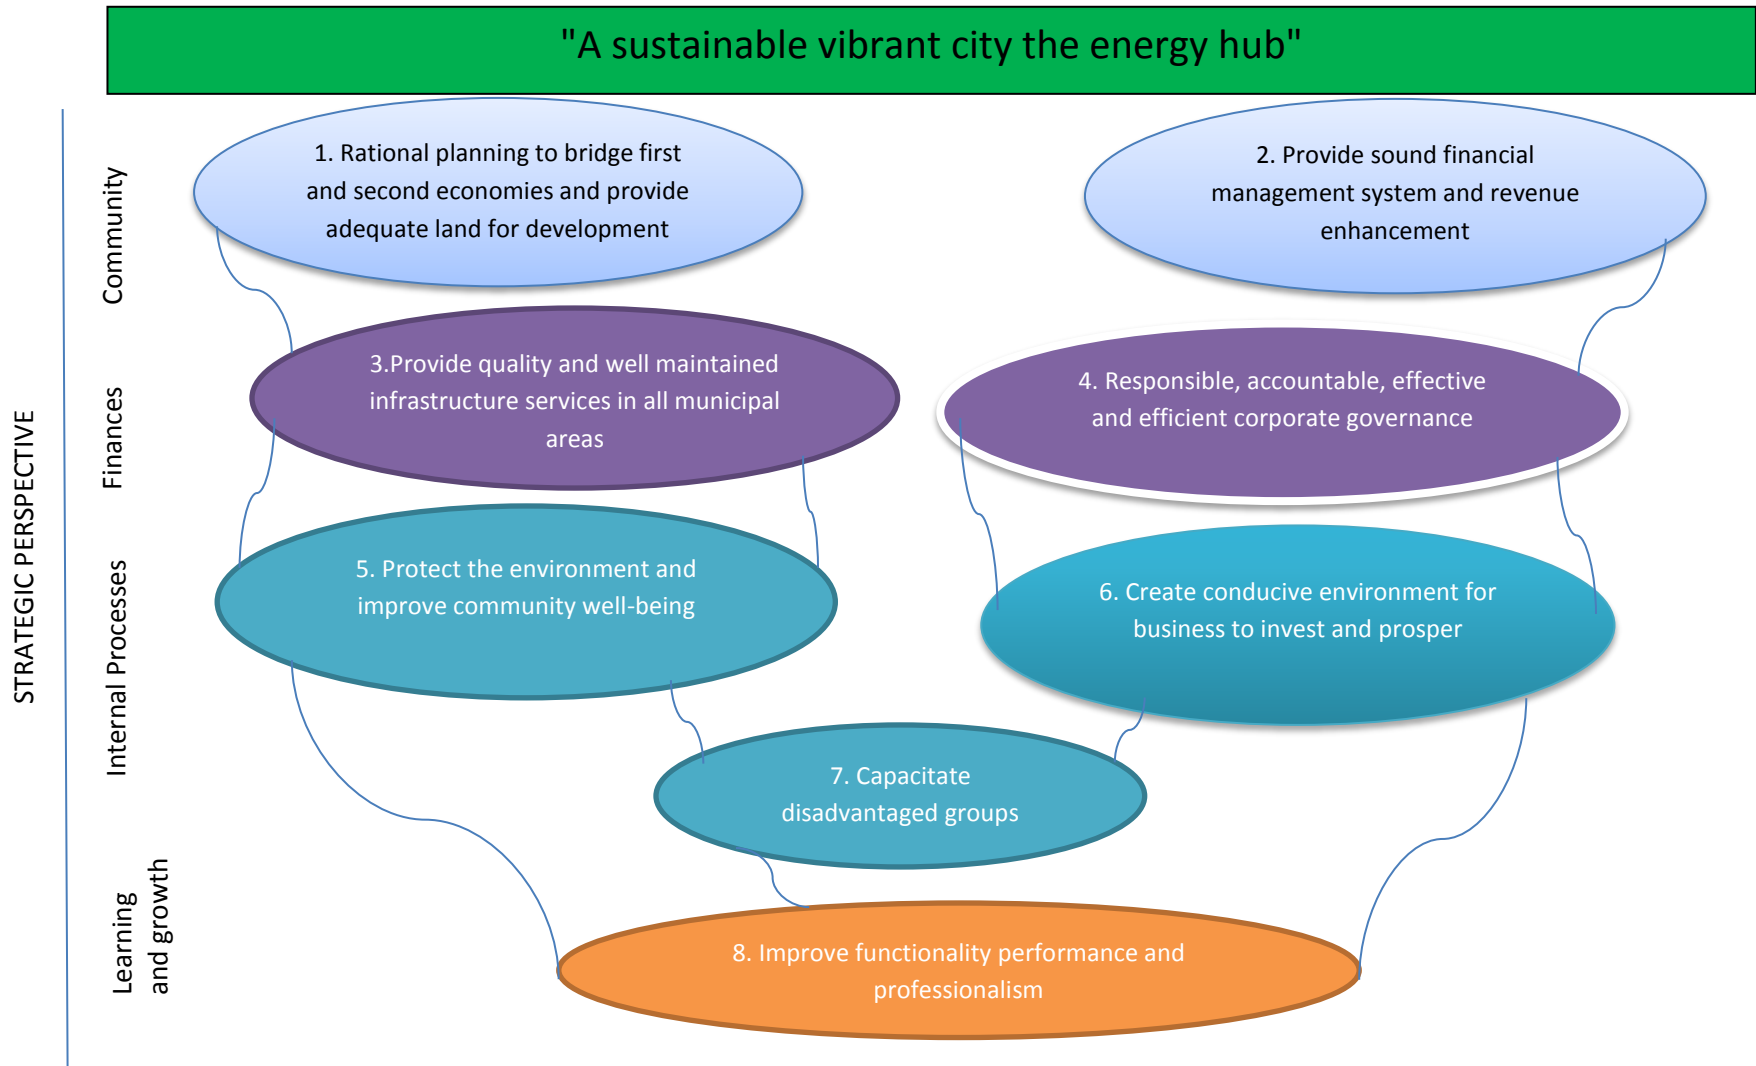 "A sustainable vibrant city the energy hub"
STRATEGIC PERSPECTIVE
Community
1. Rational planning to bridge first
and second economies and provide
adequate land for development
2. Provide sound financial
management system and revenue
enhancement
Finances
3.Provide quality and well maintained
infrastructure services in all municipal
areas
4. Responsible, accountable, effective
and efficient corporate governance
Internal Processes
5. Protect the environment and
improve community well-being
6. Create conducive environment for
business to invest and prosper
7. Capacitate
disadvantaged groups
Learning
and growth
8. Improve functionality performance and
professionalism